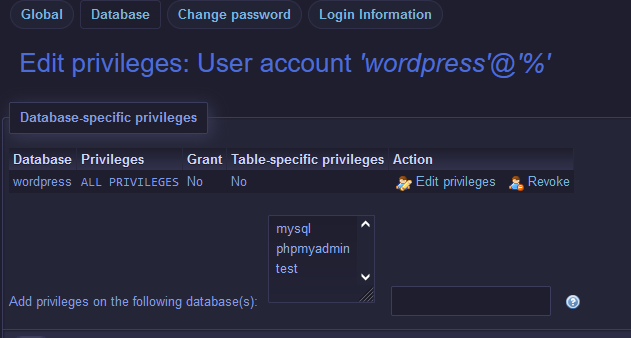 Global Database Change password Login Information
Edit privileges: User account 'wordpress'@'%'
Database-specific privileges
Database Privileges Grant Table-specific privileges Action
wordpress ALL PRIVILEGES No No Edit privileges Revoke
mysql
phpmyadmin
test
Add privileges on the following database(s):